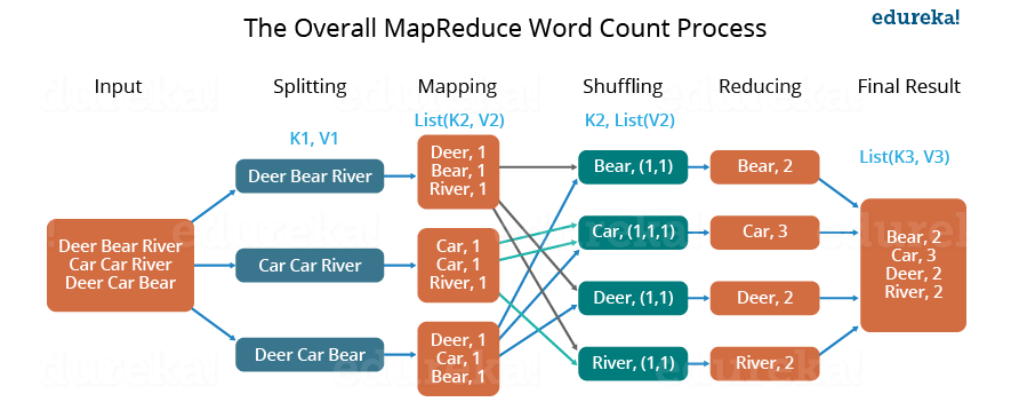 The Overall MapReduce Word Count Process
edureka!
Input
Splitting
Mapping
Shuffling
Reducing
Final Result
K1, V1
List(K2, V2)
K2, List(V2)
List(K3, V3)
Deer Bear River
Car Car River
Deer Car Bear
Deer Bear River
Car Car River
Deer Car Bear
Deer, 1
Bear, 1
River, 1
Car, 1
Car, 1
River, 1
Deer, 1
Car, 1
Bear, 1
Bear, (1,1)
Car, (1,1,1)
Deer, (1,1)
River, (1,1)
Bear, 2
Car, 3
Deer, 2
River, 2
Bear, 2
Car, 3
Deer, 2
River, 2